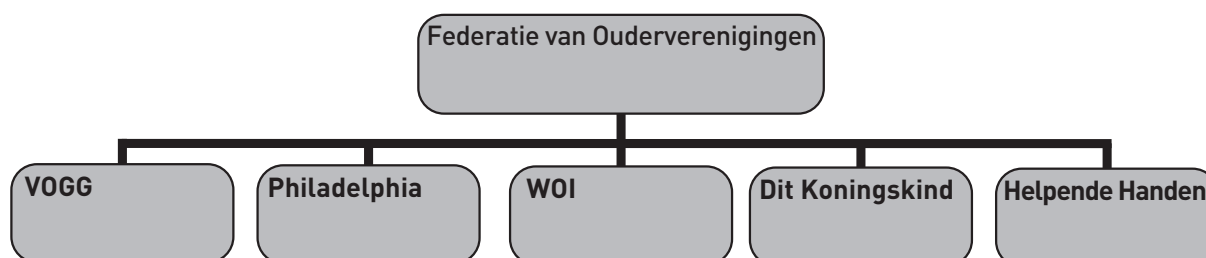 Federatie van Ouderverenigingen
VOGG
Philadelphia
WOI
Dit Koningskind
Helpende Handen